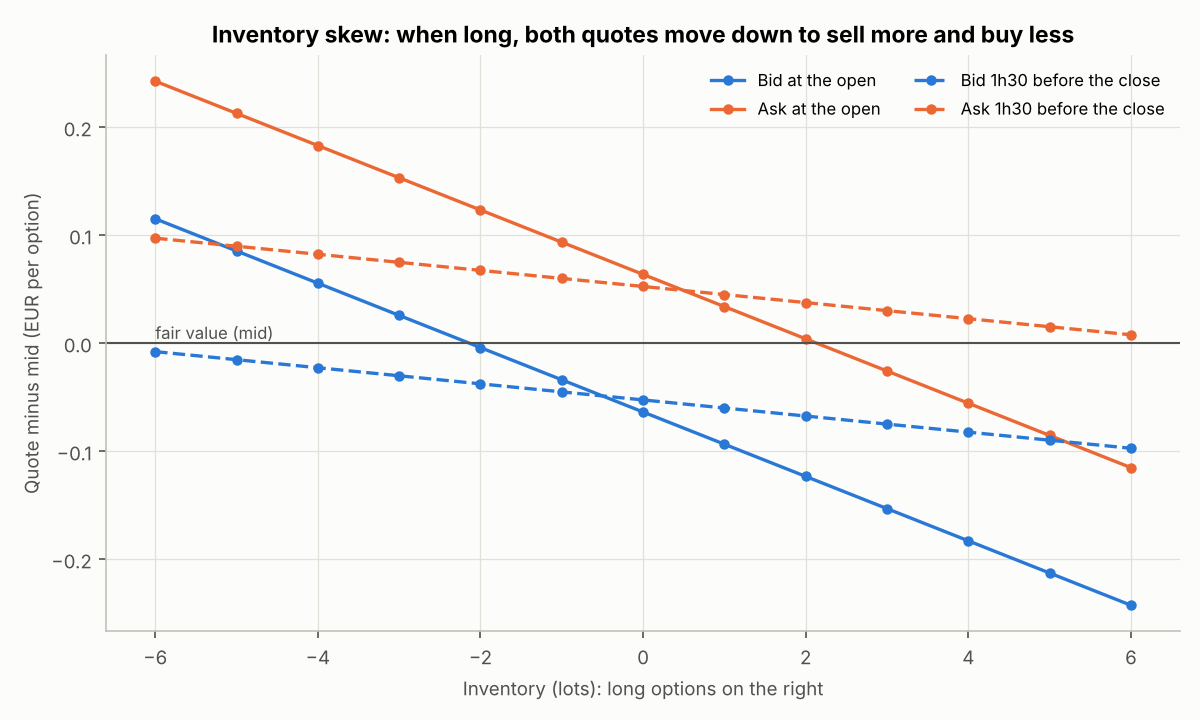 Inventory skew: when long, both quotes move down to sell more and buy less
Bid at the open
Ask at the open
Bid 1h30 before the close
Ask 1h30 before the close
Quote minus mid (EUR per option)
0.2
0.1
0.0
−0.1
−0.2
fair value (mid)
−6
−4
−2
0
2
4
6
Inventory (lots): long options on the right